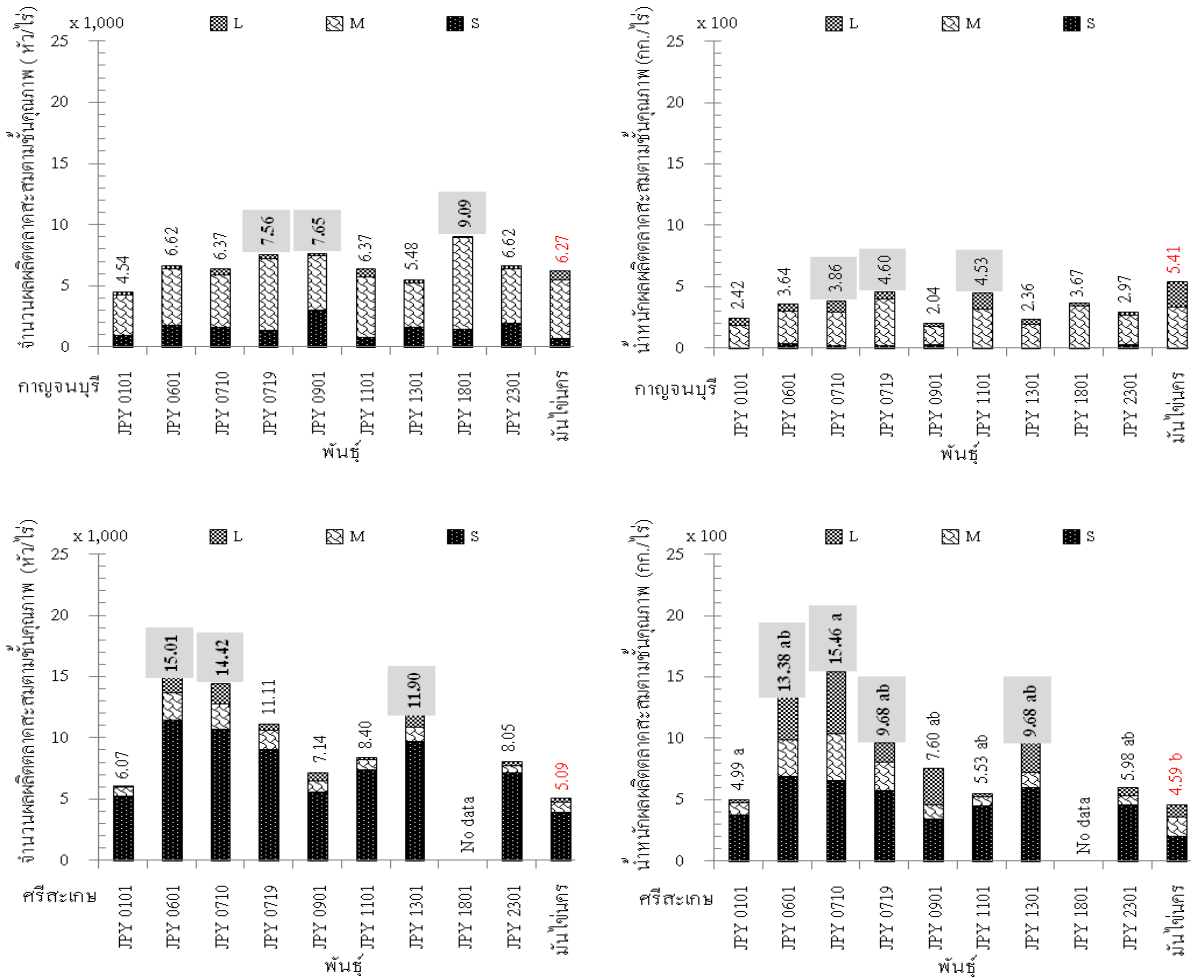 x 1,000
L M S
จำนวนผลผลิตตลาดสะสมตามชั้นคุณภาพ ( หัว/ไร่)
25
20
15
10
5
0
4.54
6.62
6.37
7.56
7.65
6.37
5.48
9.09
6.62
6.27
กาญจนบุรี
JPY 0101
JPY 0601
JPY 0710
JPY 0719
JPY 0901
JPY 1101
JPY 1301
JPY 1801
JPY 2301
มันไข่นคร
พันธุ์
x 100
L M S
น้ำหนักผลผลิตตลาดสะสมตามชั้นคุณภาพ (กก./ไร่)
25
20
15
10
5
0
2.42
3.64
3.86
4.60
2.04
4.53
2.36
3.67
2.97
5.41
กาญจนบุรี
JPY 0101
JPY 0601
JPY 0710
JPY 0719
JPY 0901
JPY 1101
JPY 1301
JPY 1801
JPY 2301
มันไข่นคร
พันธุ์
x 1,000
L M S
จำนวนผลผลิตตลาดสะสมตามชั้นคุณภาพ (หัว/ไร่)
25
20
15
10
5
0
6.07
15.01
14.42
11.11
7.14
8.40
11.90
No data
8.05
5.09
ศรีสะเกษ
JPY 0101
JPY 0601
JPY 0710
JPY 0719
JPY 0901
JPY 1101
JPY 1301
JPY 1801
JPY 2301
มันไข่นคร
พันธุ์
x 100
L M S
น้ำหนักผลผลิตตลาดสะสมตามชั้นคุณภาพ (กก./ไร่)
25
20
15
10
5
0
4.99 a
13.38 ab
15.46 a
9.68 ab
7.60 ab
5.53 ab
9.68 ab
No data
5.98 ab
4.59 b
ศรีสะเกษ
JPY 0101
JPY 0601
JPY 0710
JPY 0719
JPY 0901
JPY 1101
JPY 1301
JPY 1801
JPY 2301
มันไข่นคร
พันธุ์